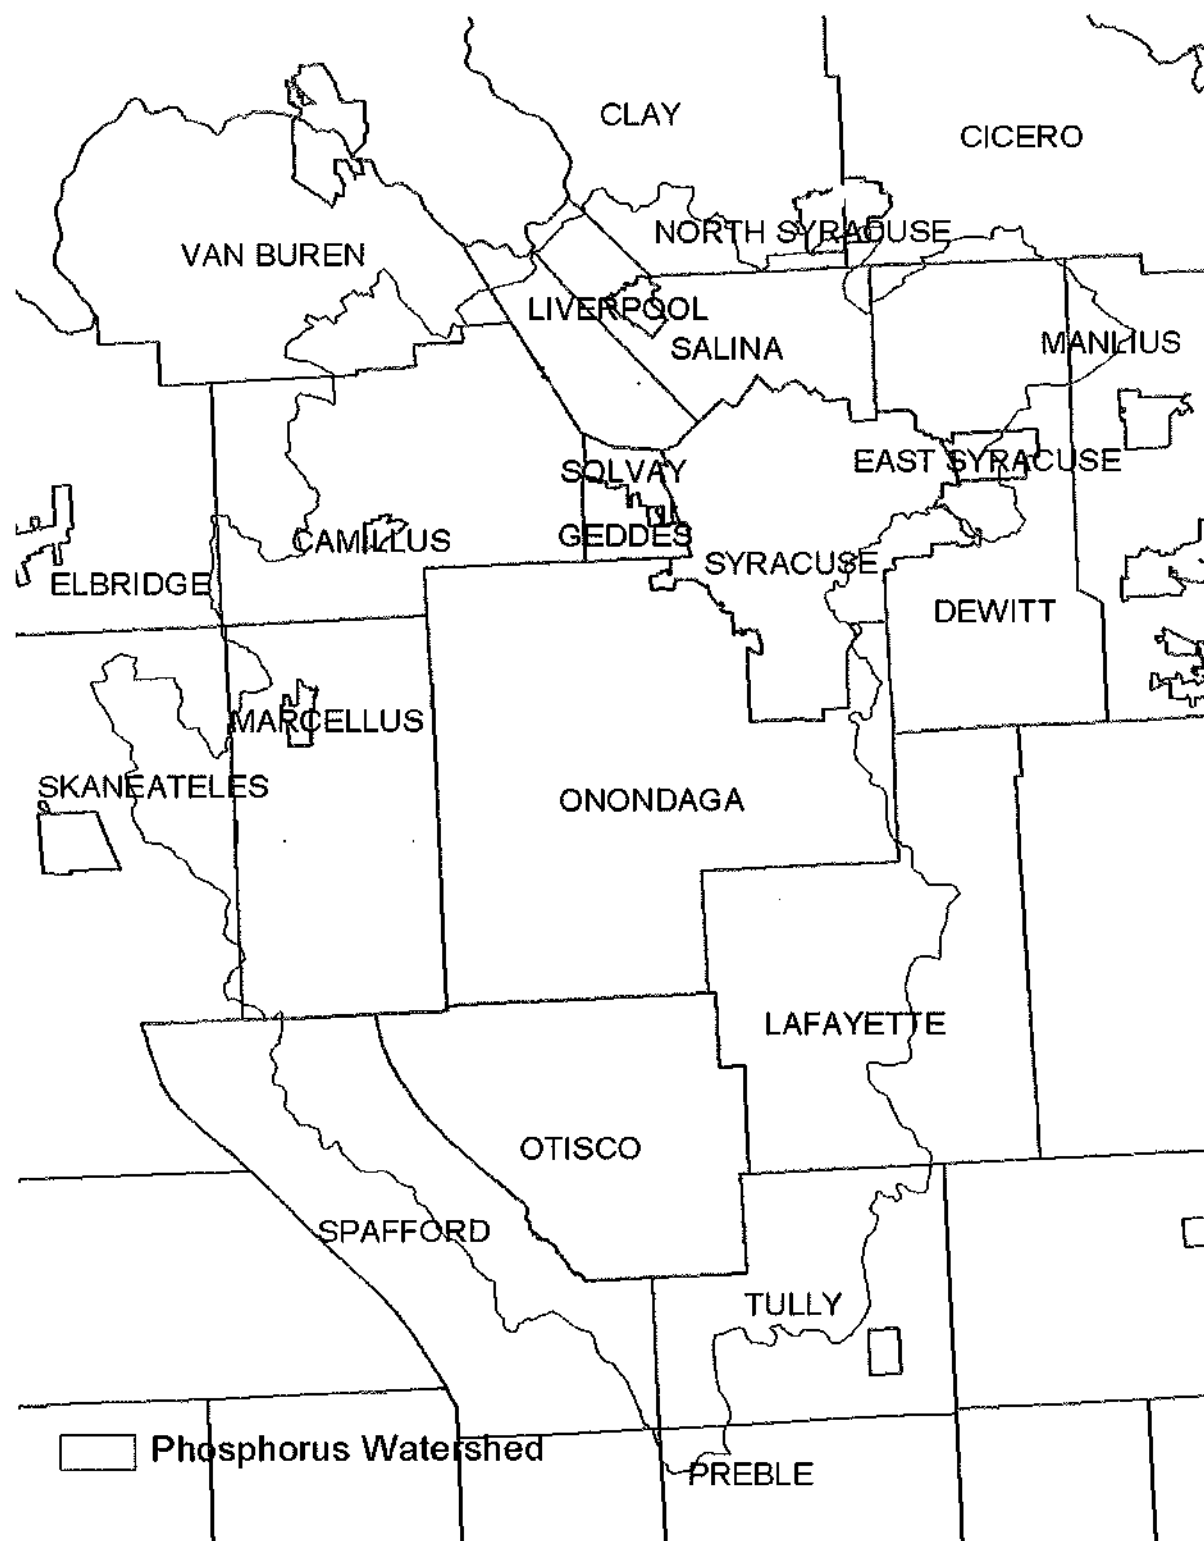 CLAY
CICERO
NORTH SYRACUSE
VAN BUREN
LIVERPOOL
SALINA
MANLIUS
SOLVAY
EAST SYRACUSE
CAMILLUS
GEDDES
SYRACUSE
ELBRIDGE
DEWITT
MARCELLUS
SKANEATELES
ONONDAGA
LAFAYETTE
OTISCO
SPAFFORD
TULLY
Phosphorus Watershed
PREBLE